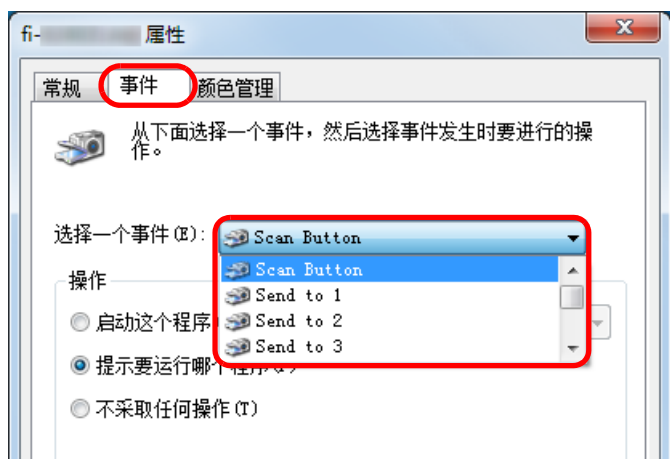 fi- 属性
常规 事件 颜色管理
从下面选择一个事件，然后选择事件发生时要进行的操
作。
选择一个事件(E): Scan Button
Scan Button
操作
Send to 1
启动这个程序 Send to 2
Send to 3
提示要运行哪个程序(P)
不采取任何操作(T)